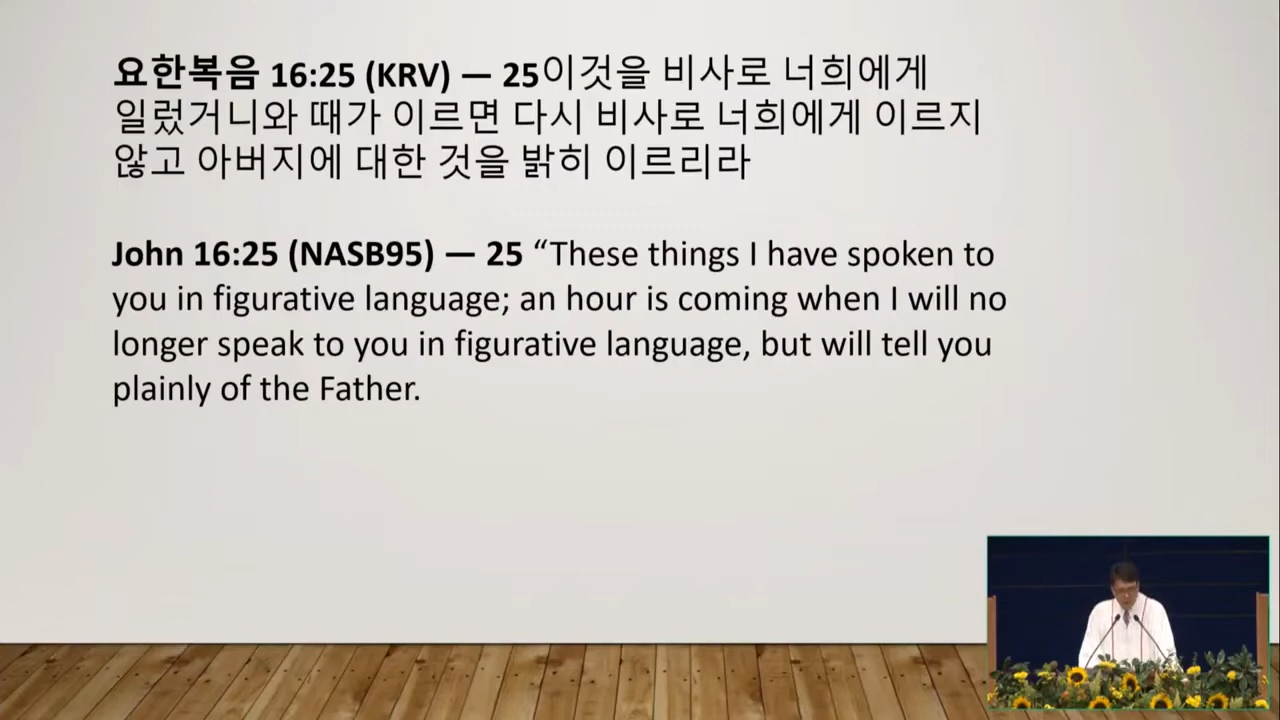 요한복음 16:25 (KRV) — 25이것을 비사로 너희에게
일렀거니와 때가 이르면 다시 비사로 너희에게 이르지
않고 아버지에 대한 것을 밝히 이르리라
John 16:25 (NASB95) — 25 “These things I have spoken to
you in figurative language; an hour is coming when I will no
longer speak to you in figurative language, but will tell you
plainly of the Father.